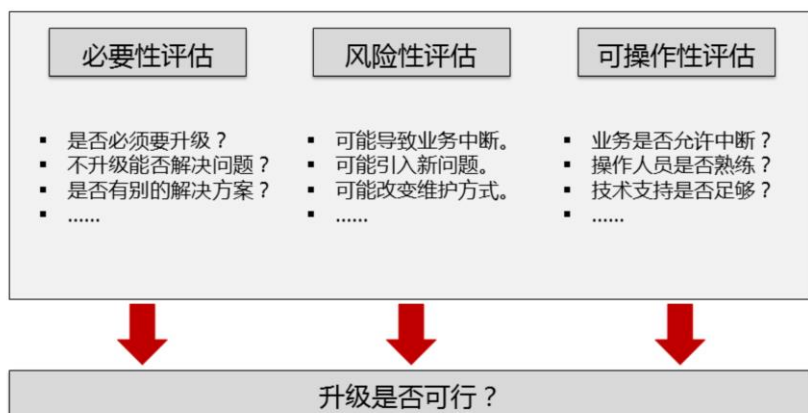 必要性评估
风险性评估
可操作性评估
▪ 是否必须要升级？
▪ 不升级能否解决问题？
▪ 是否有别的解决方案？
▪ ……
▪ 可能导致业务中断。
▪ 可能引入新问题。
▪ 可能改变维护方式。
▪ ……
▪ 业务是否允许中断？
▪ 操作人员是否熟练？
▪ 技术支持是否足够？
▪ ……
升级是否可行？